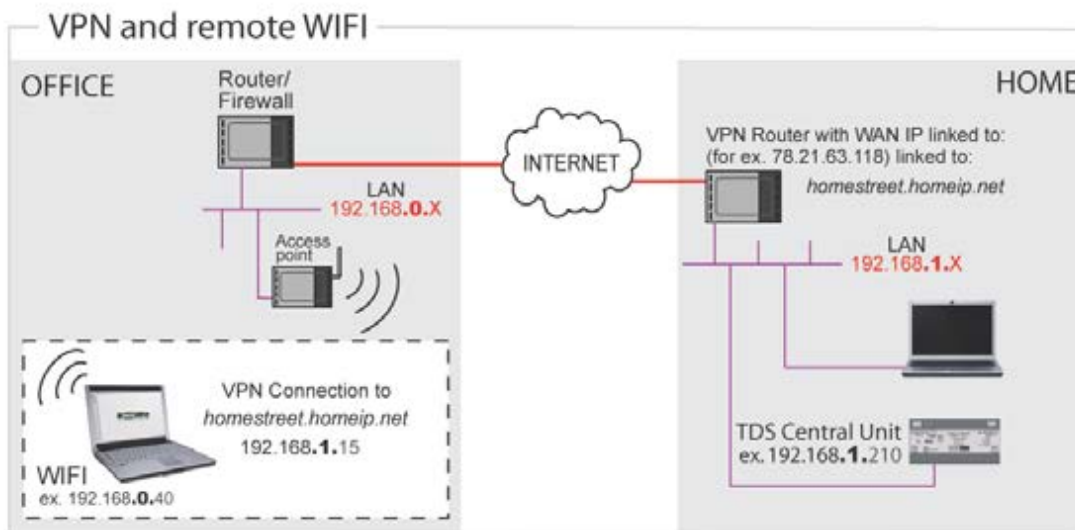 VPN and remote WIFI
OFFICE
Router/
Firewall
LAN
192.168.0.X
Access
point
VPN Connection to
homestreet.homeip.net
192.168.1.15
WIFI
ex. 192.168.0.40
INTERNET
HOME
VPN Router with WAN IP linked to:
(for ex. 78.21.63.118) linked to:
homestreet.homeip.net
LAN
192.168.1.X
TDS Central Unit
ex. 192.168.1.210